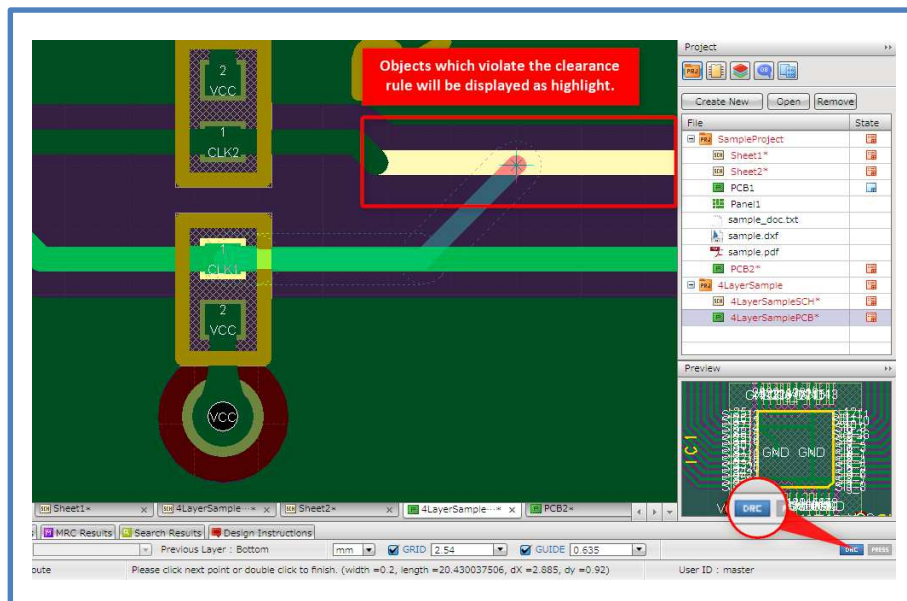 Project
Objects which violate the clearance
rule will be displayed as highlight.
2
VCC
1
CLK2
1
CLK1
2
VCC
VCC
PRJ
Create New
Open
Remove
File
State
SampleProject
Sheet1*
Sheet2*
PCB1
Panel1
sample_doc.txt
sample.dxf
sample.pdf
PCB2*
4LayerSample
4LayerSampleSCH*
4LayerSamplePCB*
Preview
IC1
GND GND
DRC
Sheet1*
4LayerSample···*
Sheet2*
4LayerSample···*
PCB2*
MRC Results
Search Results
Design Instructions
Previous Layer : Bottom
mm
GRID 2.54
GUIDE 0.635
DRC
PRESS
oute
Please click next point or double click to finish. (width =0.2, length =20.430037506, dX =2.885, dy =0.92)
User ID : master